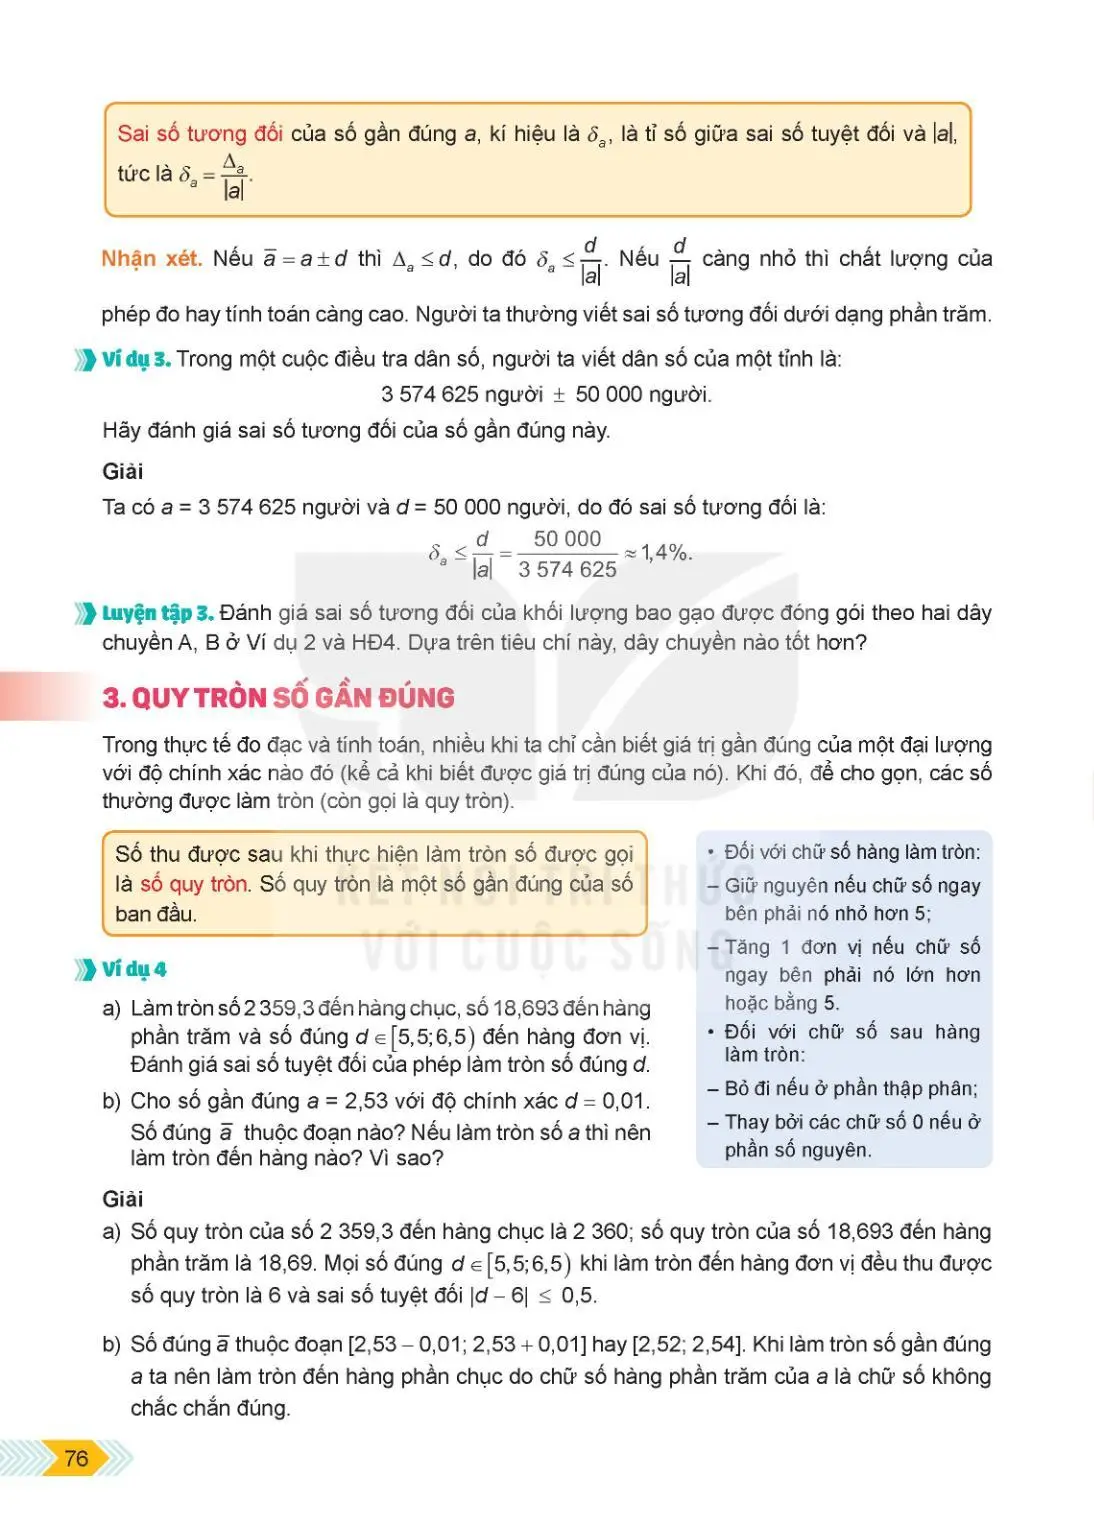 Sai số tương đối của số gần đúng a, kí hiệu là δₐ, là tỉ số giữa sai số tuyệt đối và |a|,
tức là δₐ = Δₐ/|a|.
Nhận xét. Nếu a̅ = a ± d thì Δₐ ≤ d, do đó δₐ ≤ d/|a|. Nếu d/|a| càng nhỏ thì chất lượng của
phép đo hay tính toán càng cao. Người ta thường viết sai số tương đối dưới dạng phần trăm.
Ví dụ 3. Trong một cuộc điều tra dân số, người ta viết dân số của một tỉnh là:
3 574 625 người ± 50 000 người.
Hãy đánh giá sai số tương đối của số gần đúng này.
Giải
Ta có a = 3 574 625 người và d = 50 000 người, do đó sai số tương đối là:
δₐ ≤ d/|a| = 50 000/3 574 625 ≈ 1,4%.
Luyện tập 3. Đánh giá sai số tương đối của khối lượng bao gạo được đóng gói theo hai dây
chuyền A, B ở Ví dụ 2 và HĐ4. Dựa trên tiêu chí này, dây chuyền nào tốt hơn?
3. QUY TRÒN SỐ GẦN ĐÚNG
Trong thực tế đo đạc và tính toán, nhiều khi ta chỉ cần biết giá trị gần đúng của một đại lượng
với độ chính xác nào đó (kể cả khi biết được giá trị đúng của nó). Khi đó, để cho gọn, các số
thường được làm tròn (còn gọi là quy tròn).
Số thu được sau khi thực hiện làm tròn số được gọi
là số quy tròn. Số quy tròn là một số gần đúng của số
ban đầu.
Ví dụ 4
a) Làm tròn số 2 359,3 đến hàng chục, số 18,693 đến hàng
phần trăm và số đúng d ∈ [5,5; 6,5) đến hàng đơn vị.
Đánh giá sai số tuyệt đối của phép làm tròn số đúng d.
b) Cho số gần đúng a = 2,53 với độ chính xác d = 0,01.
Số đúng a̅ thuộc đoạn nào? Nếu làm tròn số a thì nên
làm tròn đến hàng nào? Vì sao?
• Đối với chữ số hàng làm tròn:
– Giữ nguyên nếu chữ số ngay
bên phải nó nhỏ hơn 5;
– Tăng 1 đơn vị nếu chữ số
ngay bên phải nó lớn hơn
hoặc bằng 5.
• Đối với chữ số sau hàng
làm tròn:
– Bỏ đi nếu ở phần thập phân;
– Thay bởi các chữ số 0 nếu ở
phần số nguyên.
Giải
a) Số quy tròn của số 2 359,3 đến hàng chục là 2 360; số quy tròn của số 18,693 đến hàng
phần trăm là 18,69. Mọi số đúng d ∈ [5,5; 6,5) khi làm tròn đến hàng đơn vị đều thu được
số quy tròn là 6 và sai số tuyệt đối |d – 6| ≤ 0,5.
b) Số đúng a̅ thuộc đoạn [2,53 – 0,01; 2,53 + 0,01] hay [2,52; 2,54]. Khi làm tròn số gần đúng
a ta nên làm tròn đến hàng phần chục do chữ số hàng phần trăm của a là chữ số không
chắc chắn đúng.
KẾT NỐI TRI THỨC
VỚI CUỘC SỐNG
76